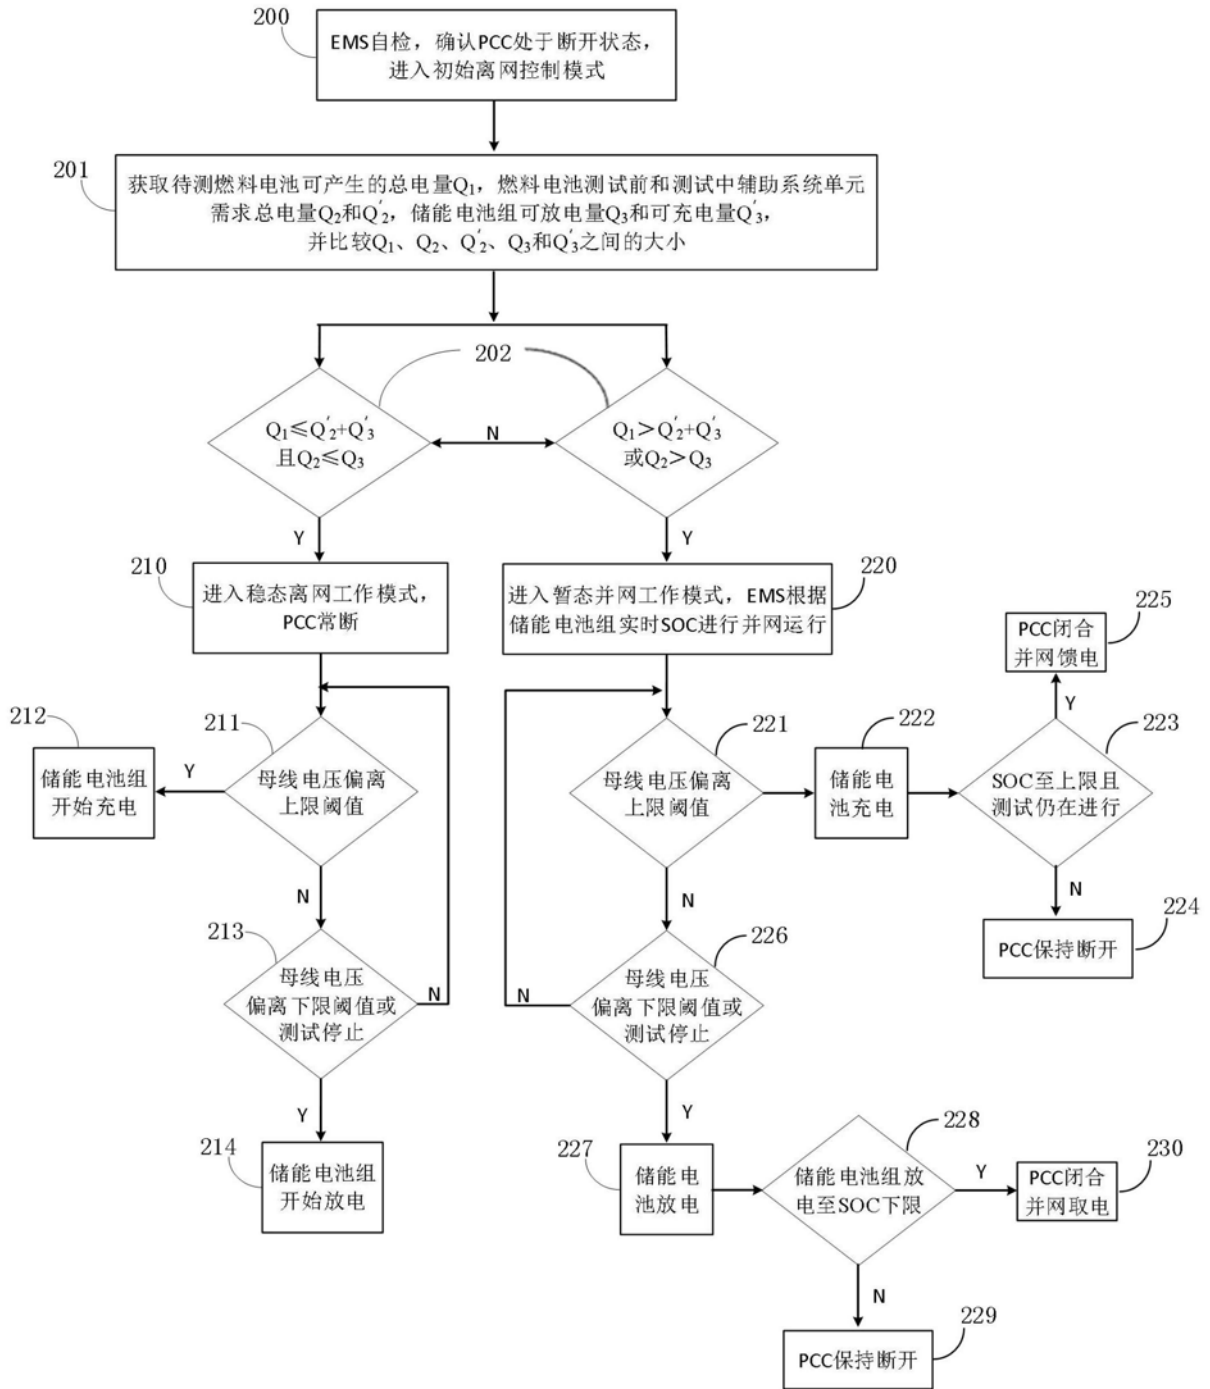 200
EMS自检，确认PCC处于断开状态，
进入初始离网控制模式
201
获取待测燃料电池可产生的总电量Q₁，燃料电池测试前和测试中辅助系统单元
需求总电量Q₂和Q'₂，储能电池组可放电量Q₃和可充电量Q'₃，
并比较Q₁、Q₂、Q'₂、Q₃和Q'₃之间的大小
202
Q₁≤Q'₂+Q'₃
且Q₂≤Q₃
N
Q₁＞Q'₂+Q'₃
或Q₂＞Q₃
Y
Y
210
进入稳态离网工作模式，
PCC常断
220
进入暂态并网工作模式，EMS根据
储能电池组实时SOC进行并网运行
225
PCC闭合
并网馈电
212
储能电池组
开始充电
Y
211
母线电压偏离
上限阈值
221
母线电压偏离
上限阈值
222
储能电
池充电
Y
223
SOC至上限且
测试仍在进行
N
N
N
224
PCC保持断开
213
母线电压
偏离下限阈值或
测试停止
N
226
母线电压
偏离下限阈值或
测试停止
N
Y
Y
214
储能电池组
开始放电
227
储能电
池放电
228
储能电池组放
电至SOC下限
Y
230
PCC闭合
并网取电
N
229
PCC保持断开